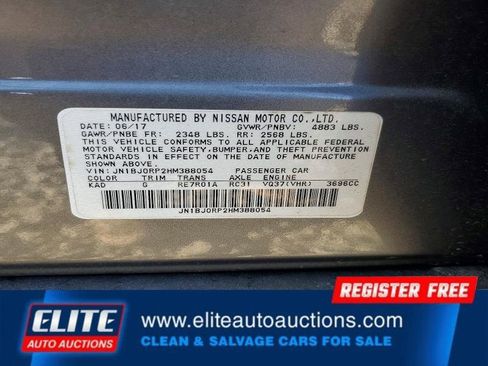 MANUFACTURED BY NISSAN MOTOR CO.,LTD.
DATE: 06/17 GVWR/PNBV: 4883 LBS.
GAWR/PNBE FR: 2348 LBS. RR: 2568 LBS.
THIS VEHICLE CONFORMS TO ALL APPLICABLE FEDERAL
MOTOR VEHICLE SAFETY,BUMPER,AND THEFT PREVENTION
STANDARDS IN EFFECT ON THE DATE OF MANUFACTURE
SHOWN ABOVE.
VIN: JN1BJ0RP2HM388054 PASSENGER CAR
COLOR TRIM TRANS AXLE ENGINE
KAD G RE7R01A RC31 VQ37(VHR) 3696CC
JN1BJ0RP2HM388054
REGISTER FREE
ELITE
AUTO AUCTIONS
www.eliteautoauctions.com
CLEAN & SALVAGE CARS FOR SALE